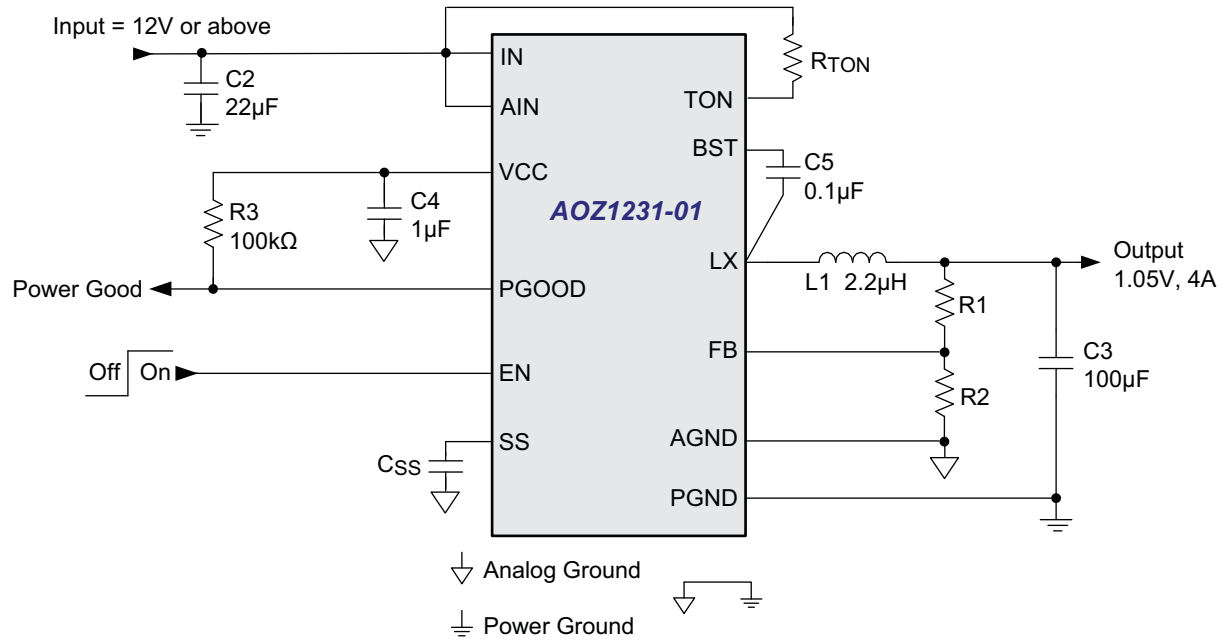 Input = 12V or above
C2
22µF
IN
AIN
RTON
TON
BST
C5
0.1µF
VCC
R3
100kΩ
C4
1µF
AOZ1231-01
LX
L1 2.2µH
Output
1.05V, 4A
Power Good
PGOOD
R1
FB
C3
100µF
Off
On
EN
R2
SS
CSS
AGND
PGND
Analog Ground
Power Ground